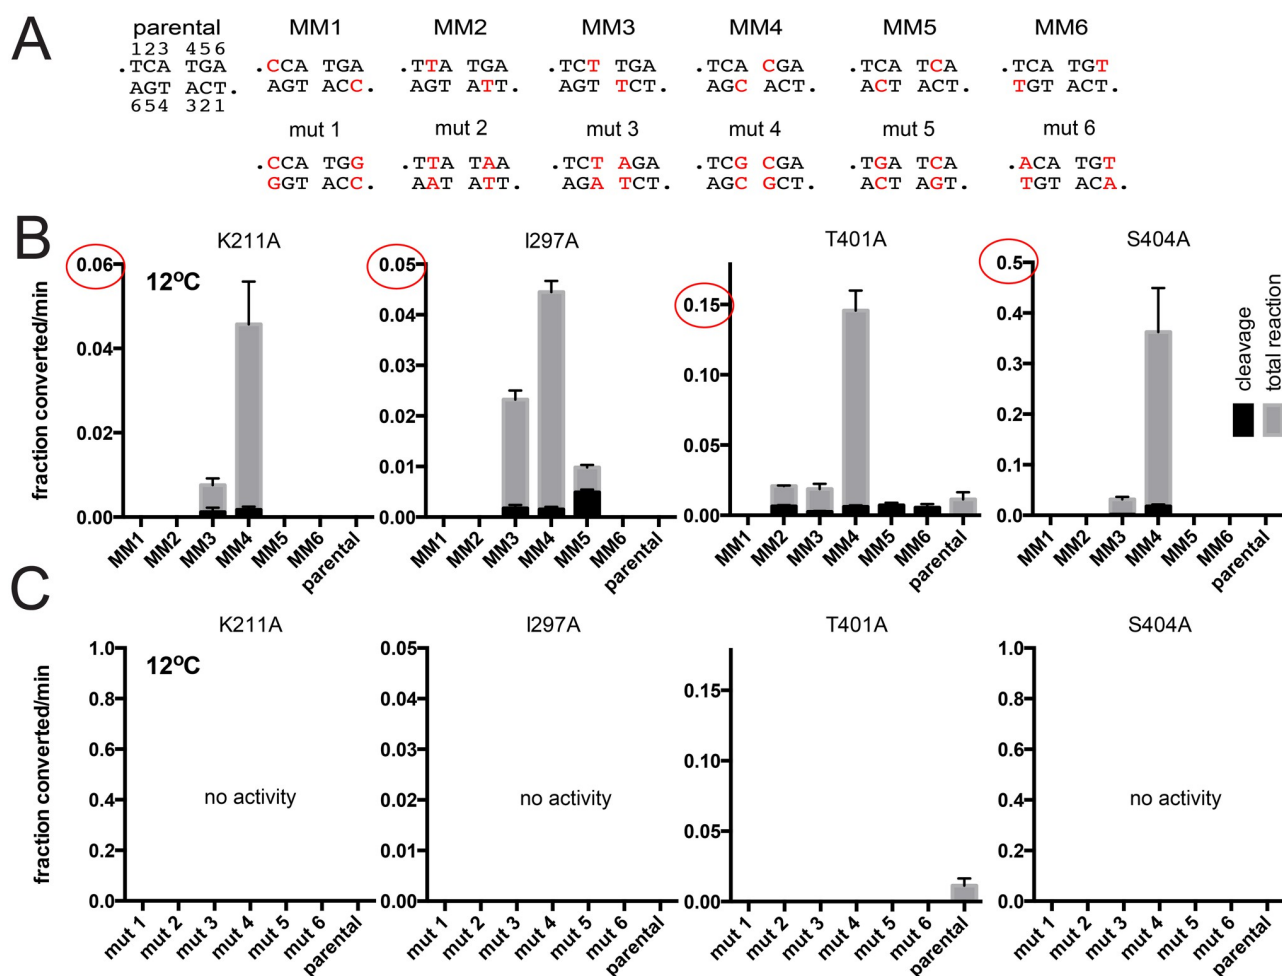 A
parental MM1 MM2 MM3 MM4 MM5 MM6
123 456
.TCA TGA .CCA TGA .TTA TGA .TCT TGA .TCA CGA .TCA TCA .TCA TGT
AGT ACT. AGT ACC. AGT ATT. AGT TCT. AGC ACT. ACT ACT. TGT ACT.
654 321
mut 1 mut 2 mut 3 mut 4 mut 5 mut 6
.CCA TGG .TTA TAA .TCT AGA .TCG CGA .TGA TCA .ACA TGT
GGT ACC. AAT ATT. AGA TCT. AGC GCT. ACT AGT. TGT ACA.
B
K211A I297A T401A S404A
12°C
fraction converted/min
0.06
0.04
0.02
0.00
MM1 MM2 MM3 MM4 MM5 MM6 parental
0.05
0.04
0.03
0.02
0.01
0.00
MM1 MM2 MM3 MM4 MM5 MM6 parental
0.15
0.10
0.05
0.00
MM1 MM2 MM3 MM4 MM5 MM6 parental
0.5
0.4
0.3
0.2
0.1
0.0
MM1 MM2 MM3 MM4 MM5 MM6 parental
cleavage
total reaction
C
K211A I297A T401A S404A
12°C
fraction converted/min
1.0
0.8
0.6
0.4
0.2
0.0
no activity
mut 1 mut 2 mut 3 mut 4 mut 5 mut 6 parental
0.05
0.04
0.03
0.02
0.01
0.00
no activity
mut 1 mut 2 mut 3 mut 4 mut 5 mut 6 parental
0.15
0.10
0.05
0.00
mut 1 mut 2 mut 3 mut 4 mut 5 mut 6 parental
1.0
0.8
0.6
0.4
0.2
0.0
no activity
mut 1 mut 2 mut 3 mut 4 mut 5 mut 6 parental